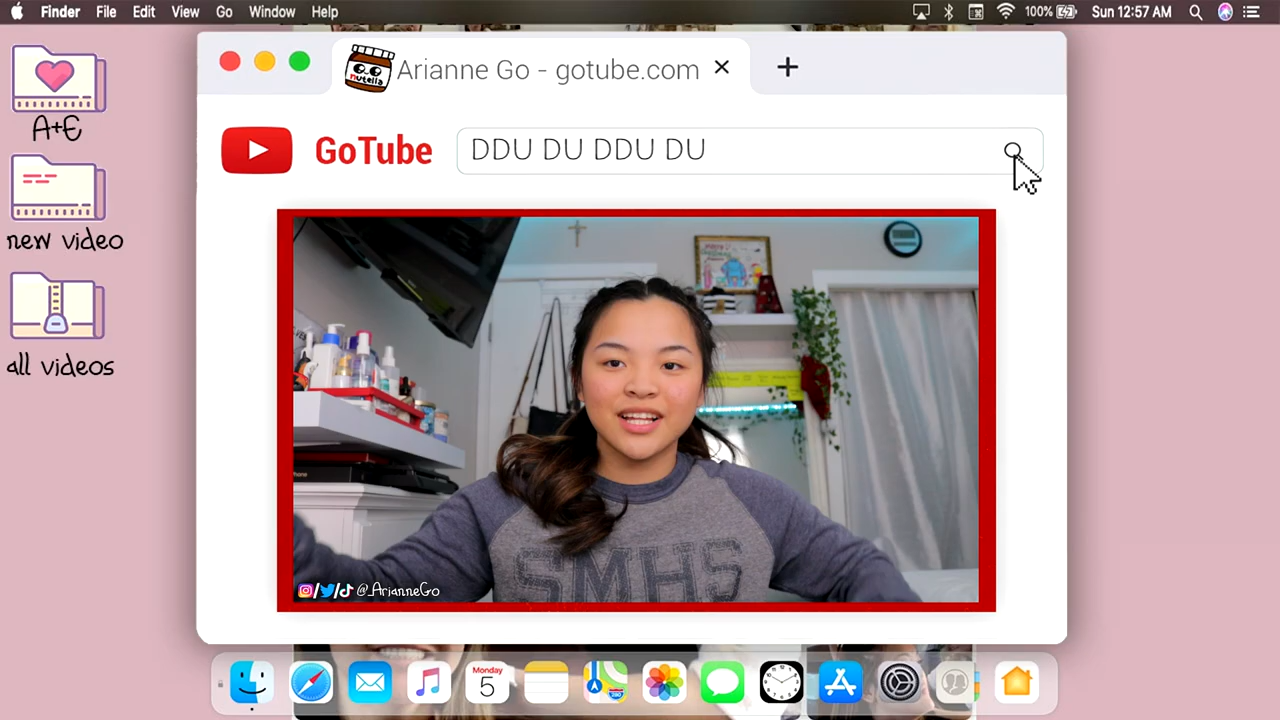 Finder File Edit View Go Window Help 100% Sun 12:57 AM
nutella Arianne Go - gotube.com
GoTube DDU DU DDU DU
A+E
new video
all videos
SMHS
@_ArianneGo
Monday
5